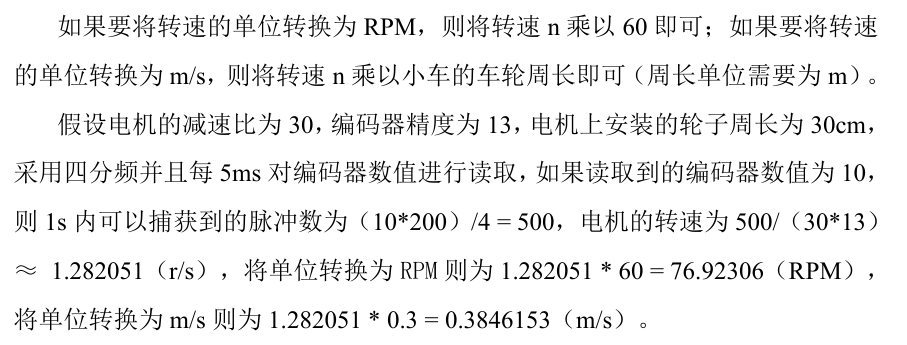 如果要将转速的单位转换为 RPM，则将转速 n 乘以 60 即可；如果要将转速
的单位转换为 m/s，则将转速 n 乘以小车的车轮周长即可（周长单位需要为 m）。
假设电机的减速比为 30，编码器精度为 13，电机上安装的轮子周长为 30cm，
采用四分频并且每 5ms 对编码器数值进行读取，如果读取到的编码器数值为 10，
则 1s 内可以捕获到的脉冲数为（10*200）/4 = 500，电机的转速为 500/（30*13）
≈ 1.282051（r/s），将单位转换为 RPM 则为 1.282051 * 60 = 76.92306（RPM），
将单位转换为 m/s 则为 1.282051 * 0.3 = 0.3846153（m/s）。